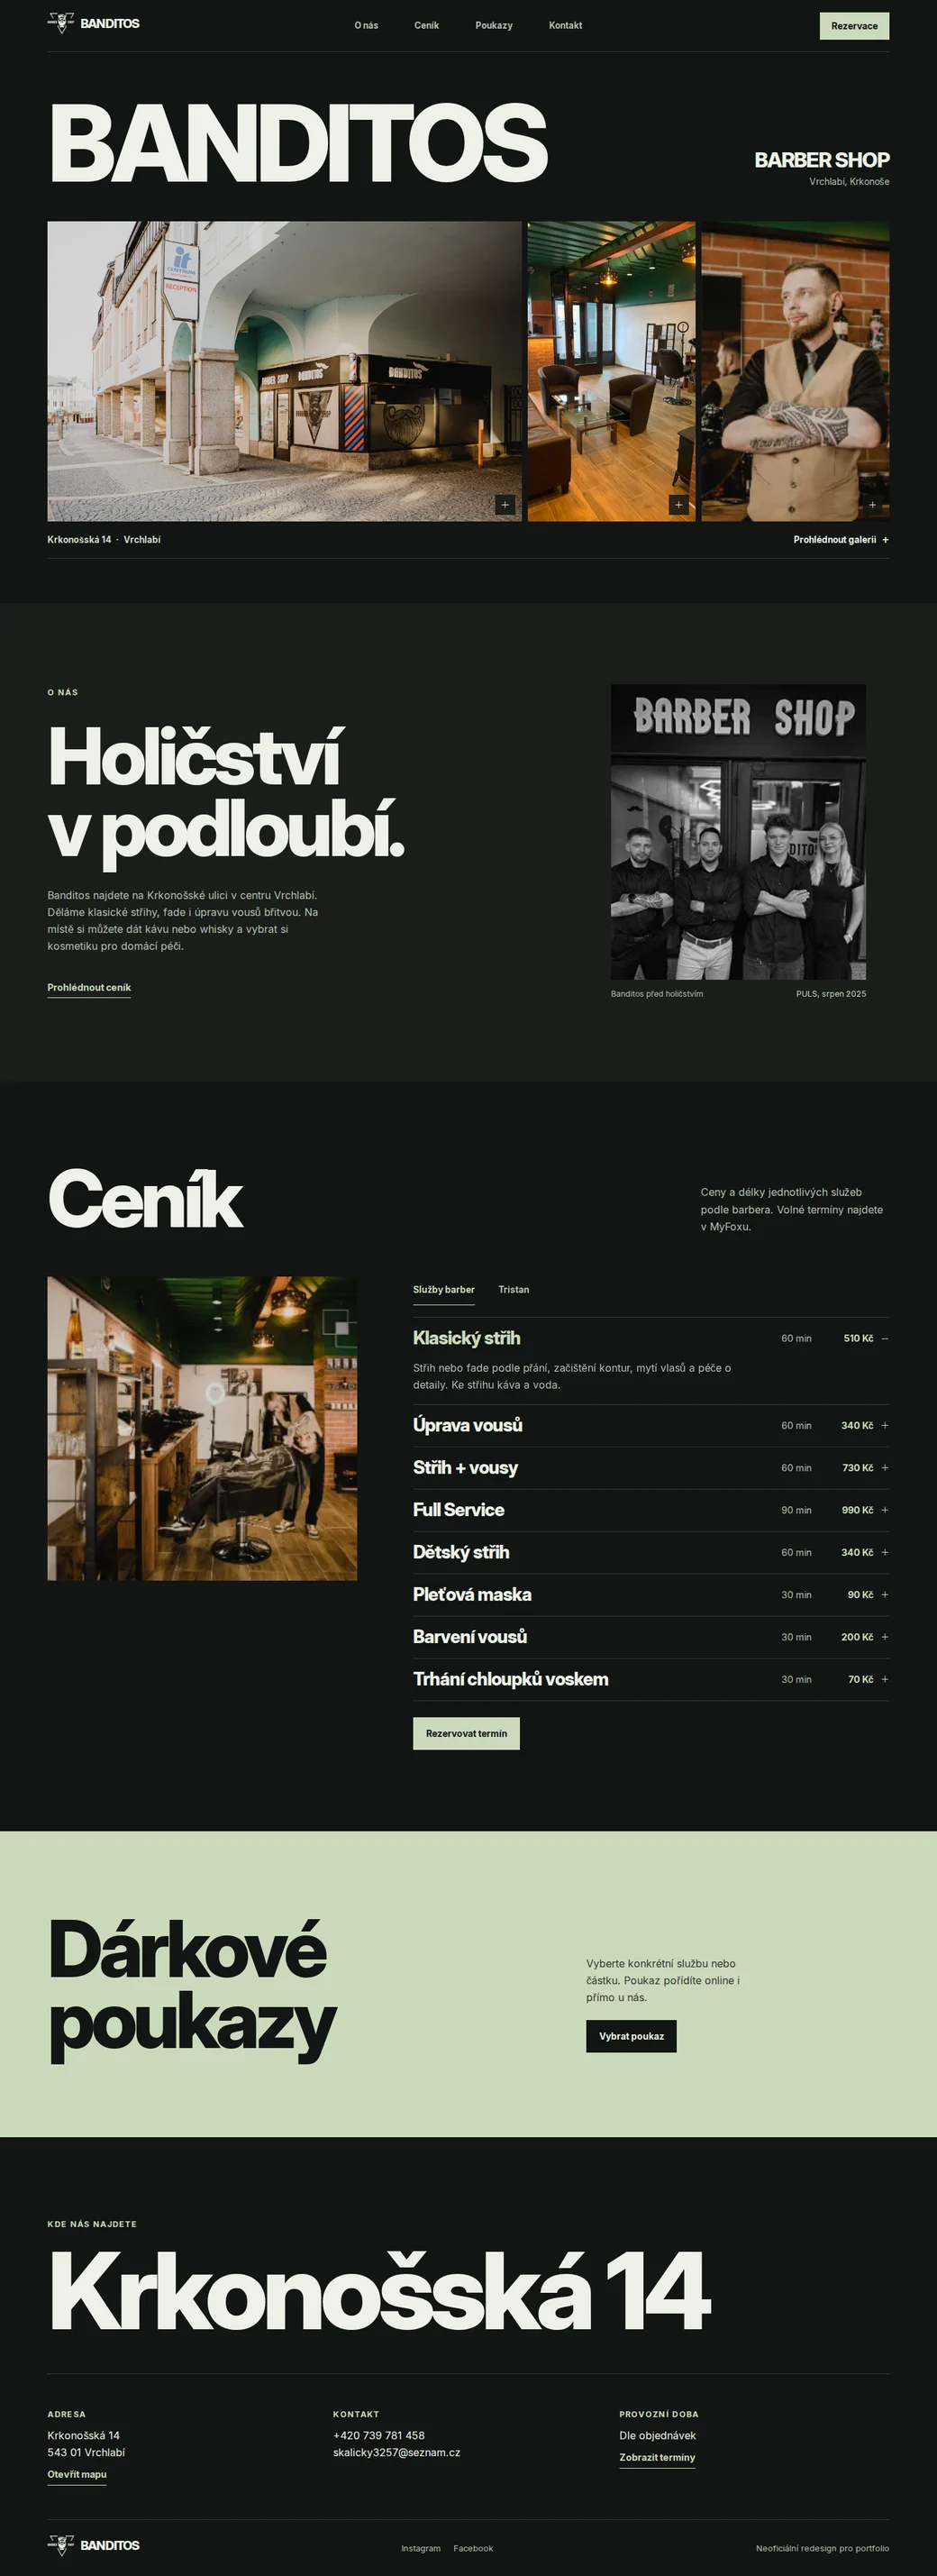 BANDITOS
O nás
Ceník
Poukazy
Kontakt
Rezervace
BANDITOS
BARBER SHOP
Vrchlabí, Krkonoše
it
CENTRUM
RECEPTION
BARBER SHOP
BANDITOS
BANDITOS
Krkonošská 14 · Vrchlabí
Prohlédnout galerii +
O NÁS
Holičství
v podloubí.
Banditos najdete na Krkonošské ulici v centru Vrchlabí.
Děláme klasické střihy, fade i úpravu vousů břitvou. Na
místě si můžete dát kávu nebo whisky a vybrat si
kosmetiku pro domácí péči.
Prohlédnout ceník
BARBER SHOP
Banditos před holičstvím
PULS, srpen 2025
Ceník
Ceny a délky jednotlivých služeb
podle barbera. Volné termíny najdete
v MyFoxu.
Služby barber
Tristan
Klasický střih 60 min 510 Kč –
Střih nebo fade podle přání, začištění kontur, mytí vlasů a péče o
detaily. Ke střihu káva a voda.
Úprava vousů 60 min 340 Kč +
Střih + vousy 60 min 730 Kč +
Full Service 90 min 990 Kč +
Dětský střih 60 min 340 Kč +
Pleťová maska 30 min 90 Kč +
Barvení vousů 30 min 200 Kč +
Trhání chloupků voskem 30 min 70 Kč +
Rezervovat termín
Dárkové
poukazy
Vyberte konkrétní službu nebo
částku. Poukaz pořídíte online i
přímo u nás.
Vybrat poukaz
KDE NÁS NAJDETE
Krkonošská 14
ADRESA
Krkonošská 14
543 01 Vrchlabí
Otevřít mapu
KONTAKT
+420 739 781 458
skalicky3257@seznam.cz
PROVOZNÍ DOBA
Dle objednávek
Zobrazit termíny
BANDITOS
Instagram
Facebook
Neoficiální redesign pro portfolio